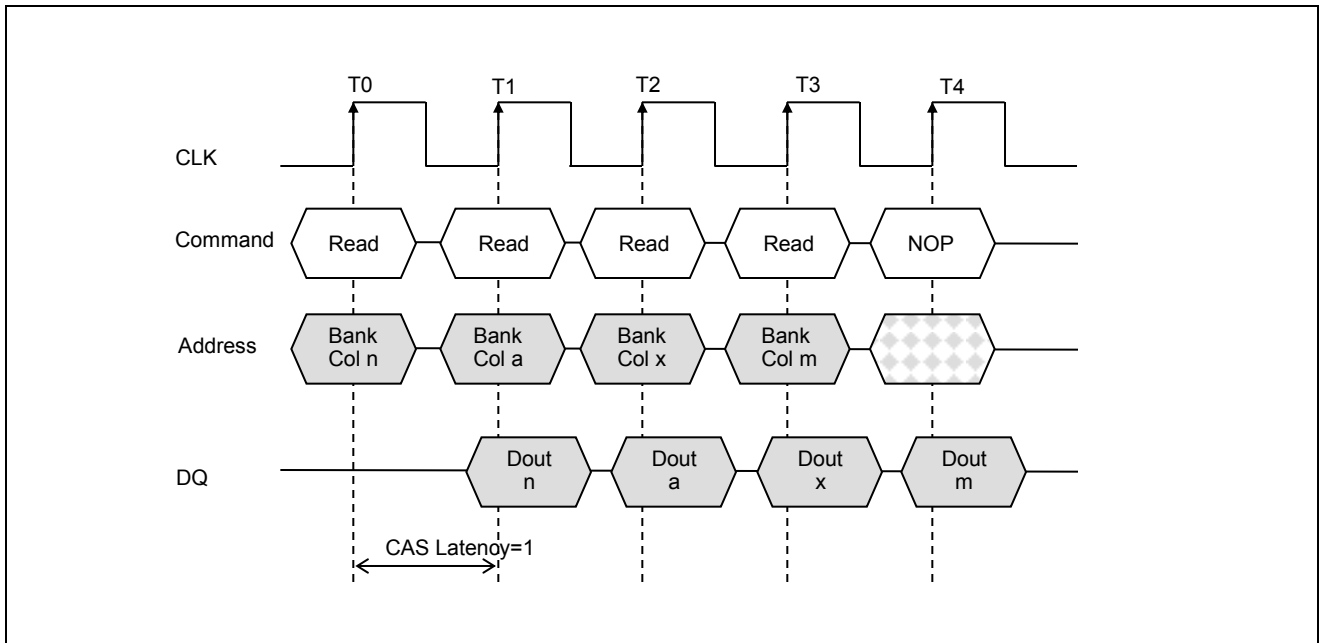 T0 T1 T2 T3 T4
CLK
Command Read Read Read Read NOP
Address Bank Bank Bank Bank
Col n Col a Col x Col m
DQ Dout Dout Dout Dout
n a x m
CAS Latency=1